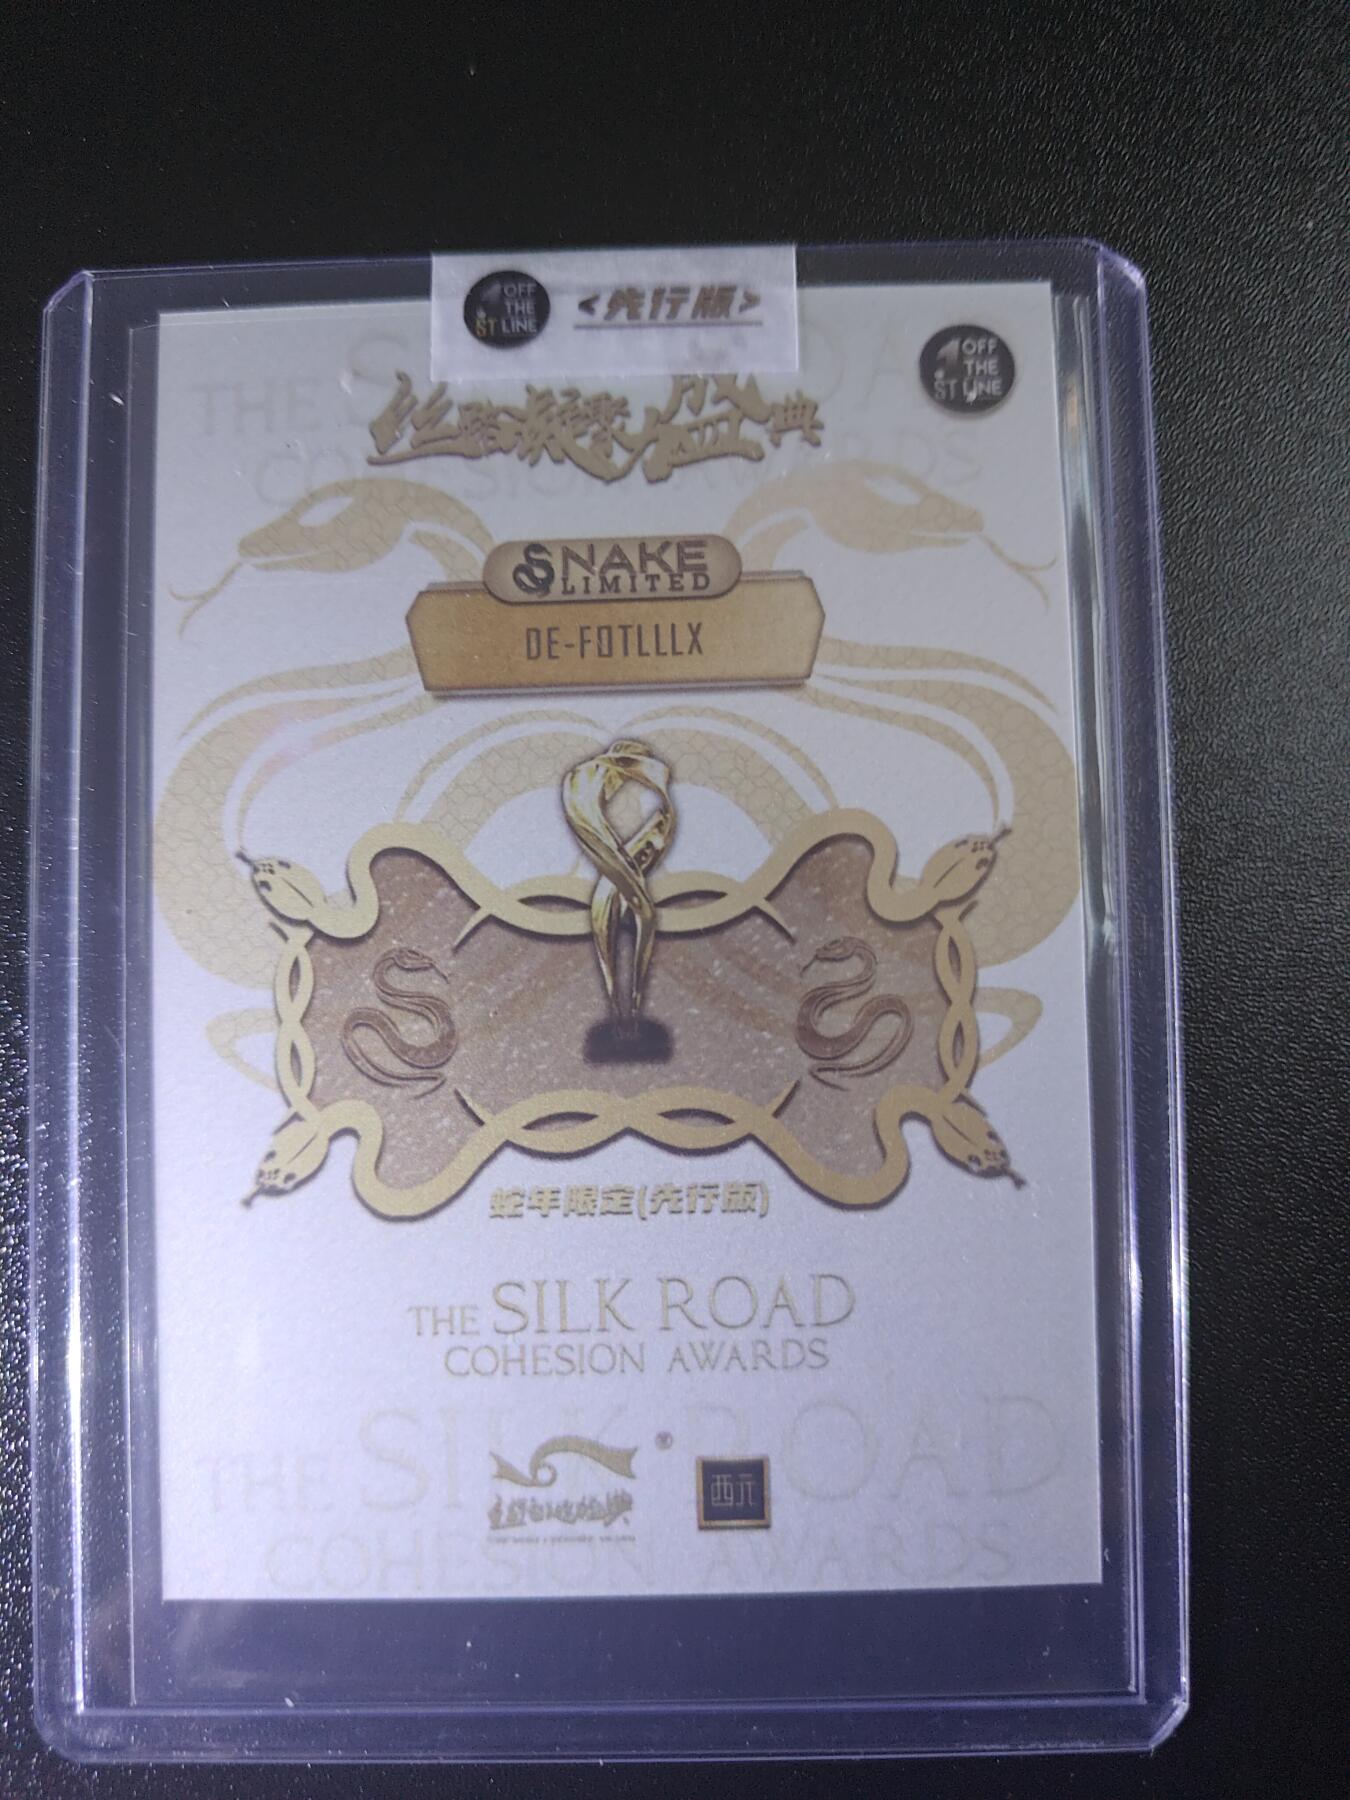 1ST OFF THE LINE
<先行版>
1ST OFF THE LINE
THE SILK ROAD
COHESION AWARDS
丝路凝聚盛典
SNAKE
LIMITED
DE-FOTLLLX
蛇年限定(先行版)
THE SILK ROAD
COHESION AWARDS
西元
THE SILK ROAD
COHESION AWARDS